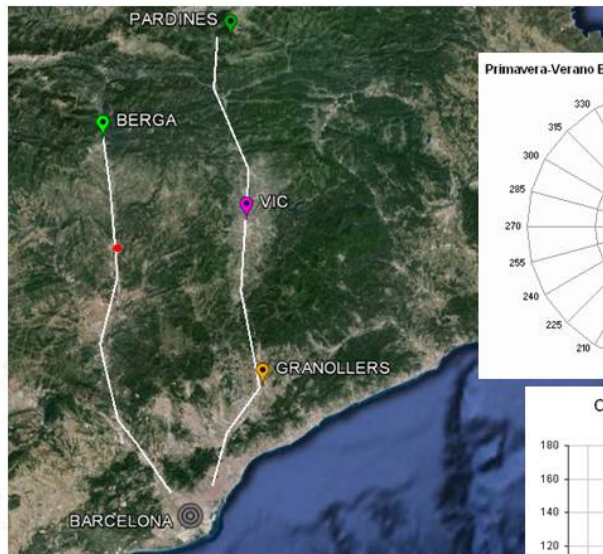 PARDINES
BERGA
VIC
GRANOLLERS
BARCELONA
Primavera-Verano
330
315
300
285
270
255
240
225
210
180
160
140
120